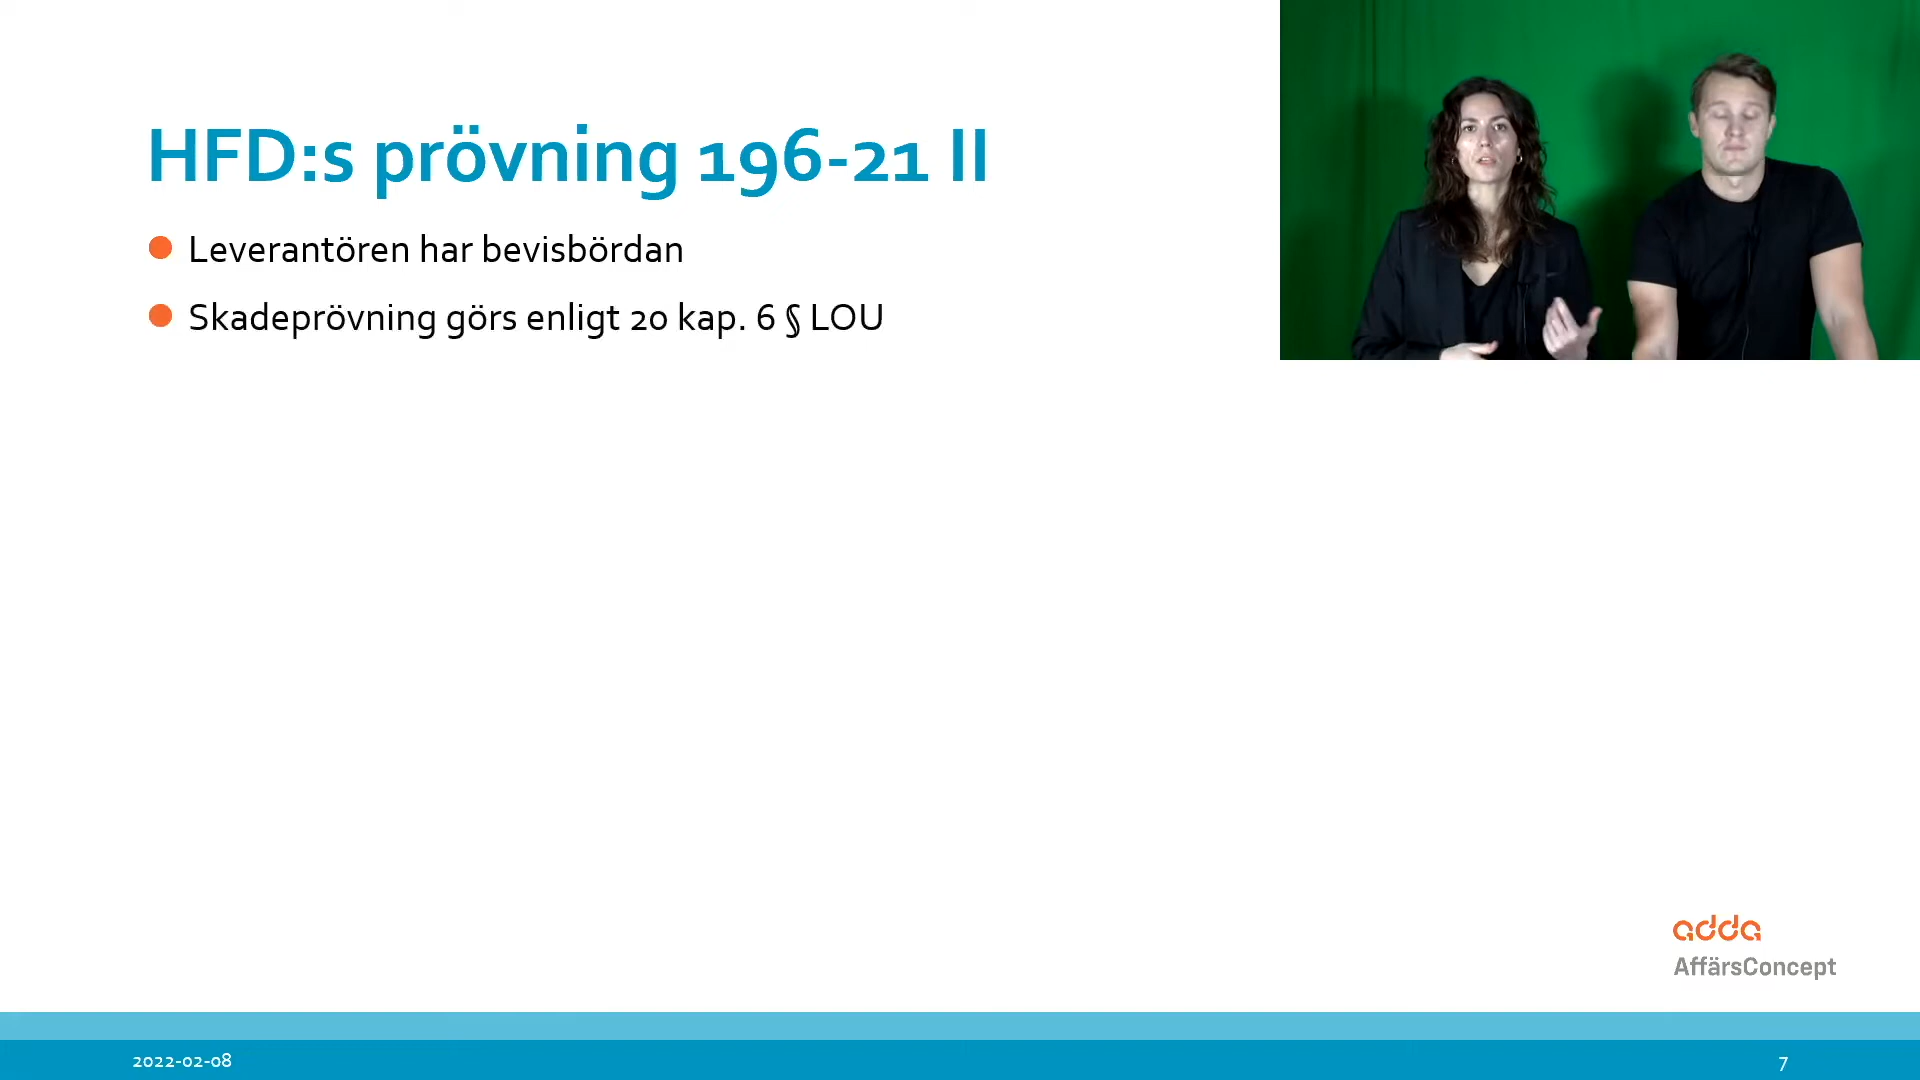 HFD:s prövning 196-21 II
Leverantören har bevisbördan
Skadeprövning görs enligt 20 kap. 6 § LOU
adda
AffärsConcept
2022-02-08
7